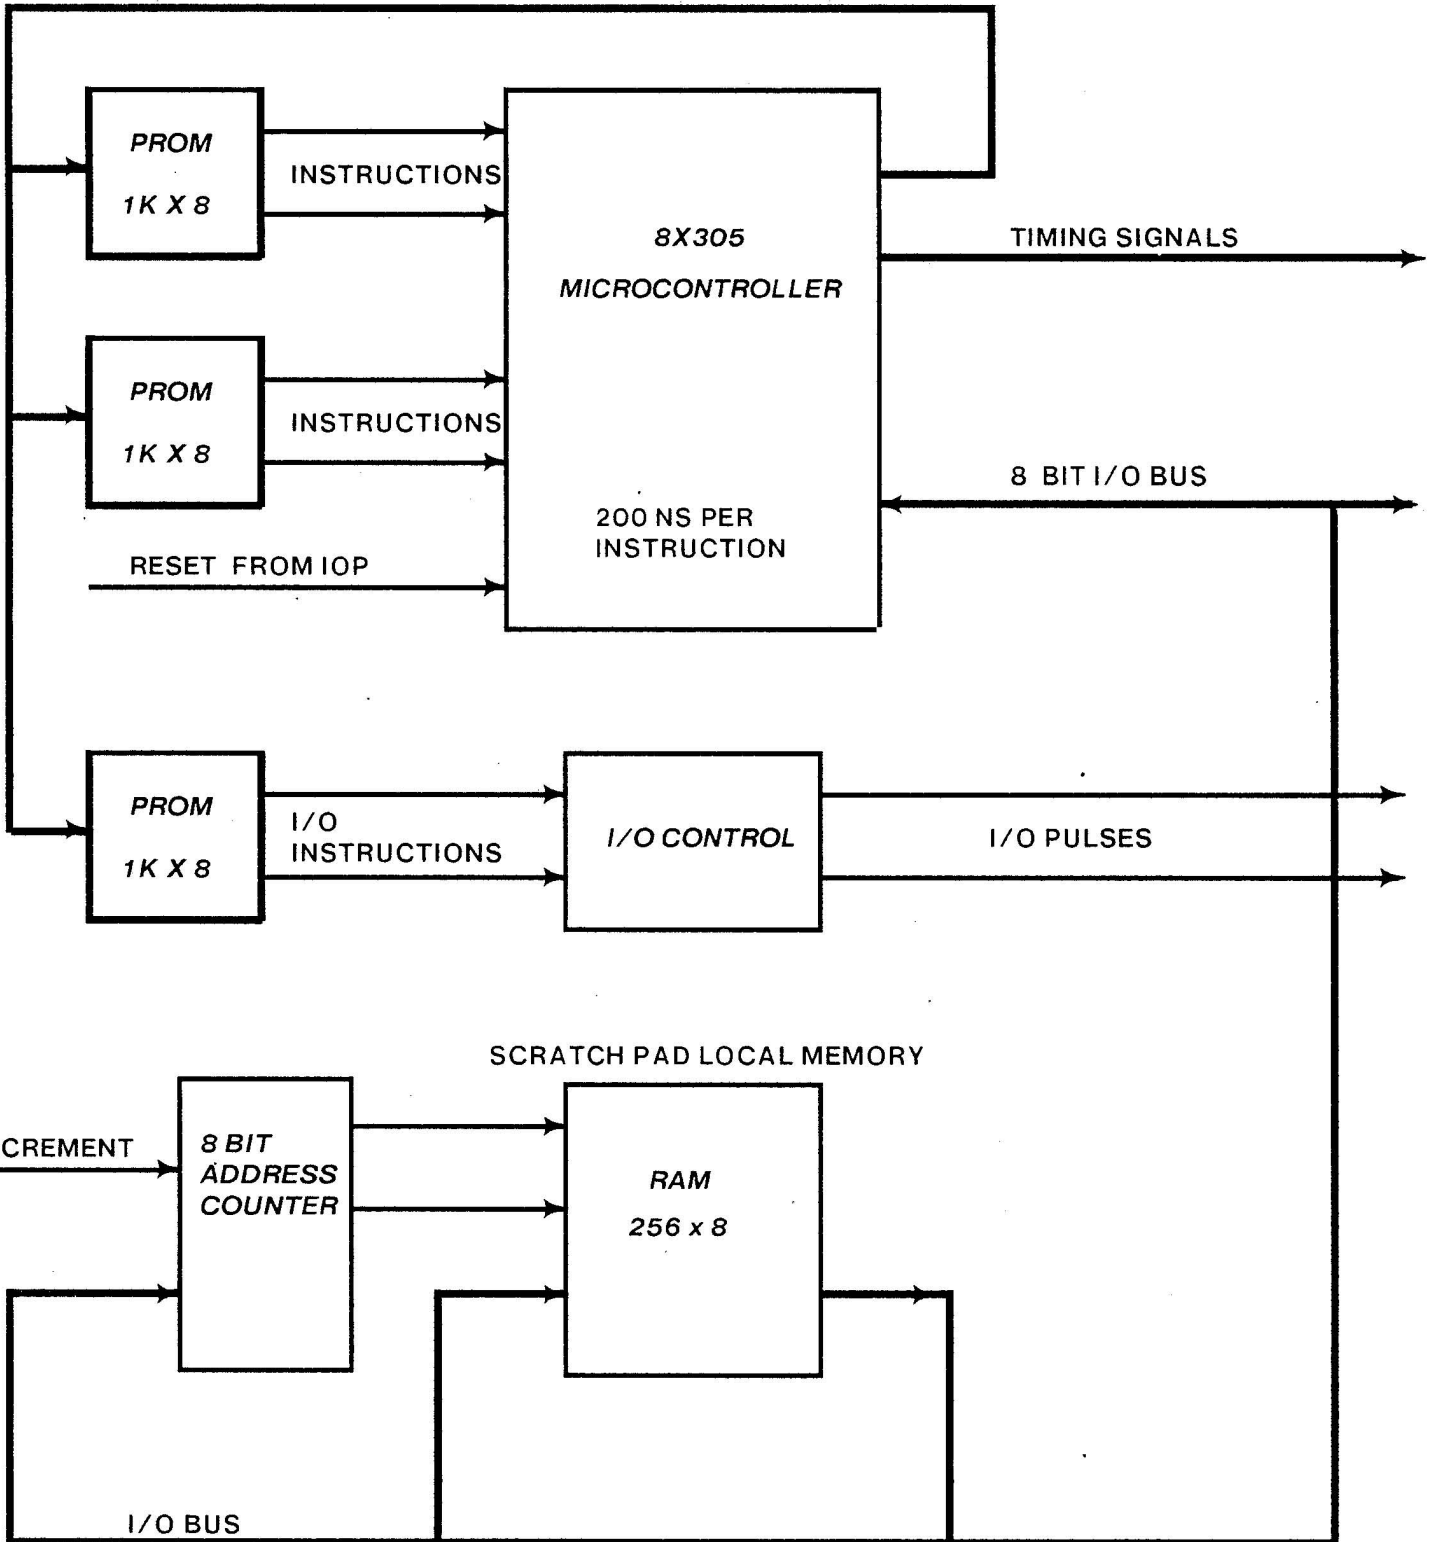 PROM
1K X 8
INSTRUCTIONS
8X305
MICROCONTROLLER
TIMING SIGNALS
PROM
1K X 8
INSTRUCTIONS
8 BIT I/O BUS
200 NS PER
INSTRUCTION
RESET FROM IOP
PROM
1K X 8
I/O
INSTRUCTIONS
I/O CONTROL
I/O PULSES
SCRATCH PAD LOCAL MEMORY
CREMENT
8 BIT
ADDRESS
COUNTER
RAM
256 x 8
I/O BUS